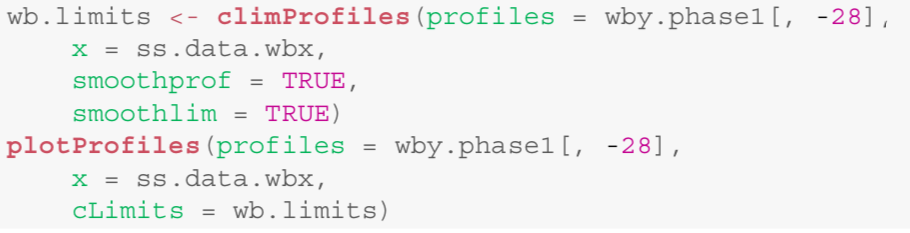 wb.limits <- climProfiles(profiles = wby.phase1[, -28],
    x = ss.data.wbx,
    smoothprof = TRUE,
    smoothlim = TRUE)
plotProfiles(profiles = wby.phase1[, -28],
    x = ss.data.wbx,
    cLimits = wb.limits)